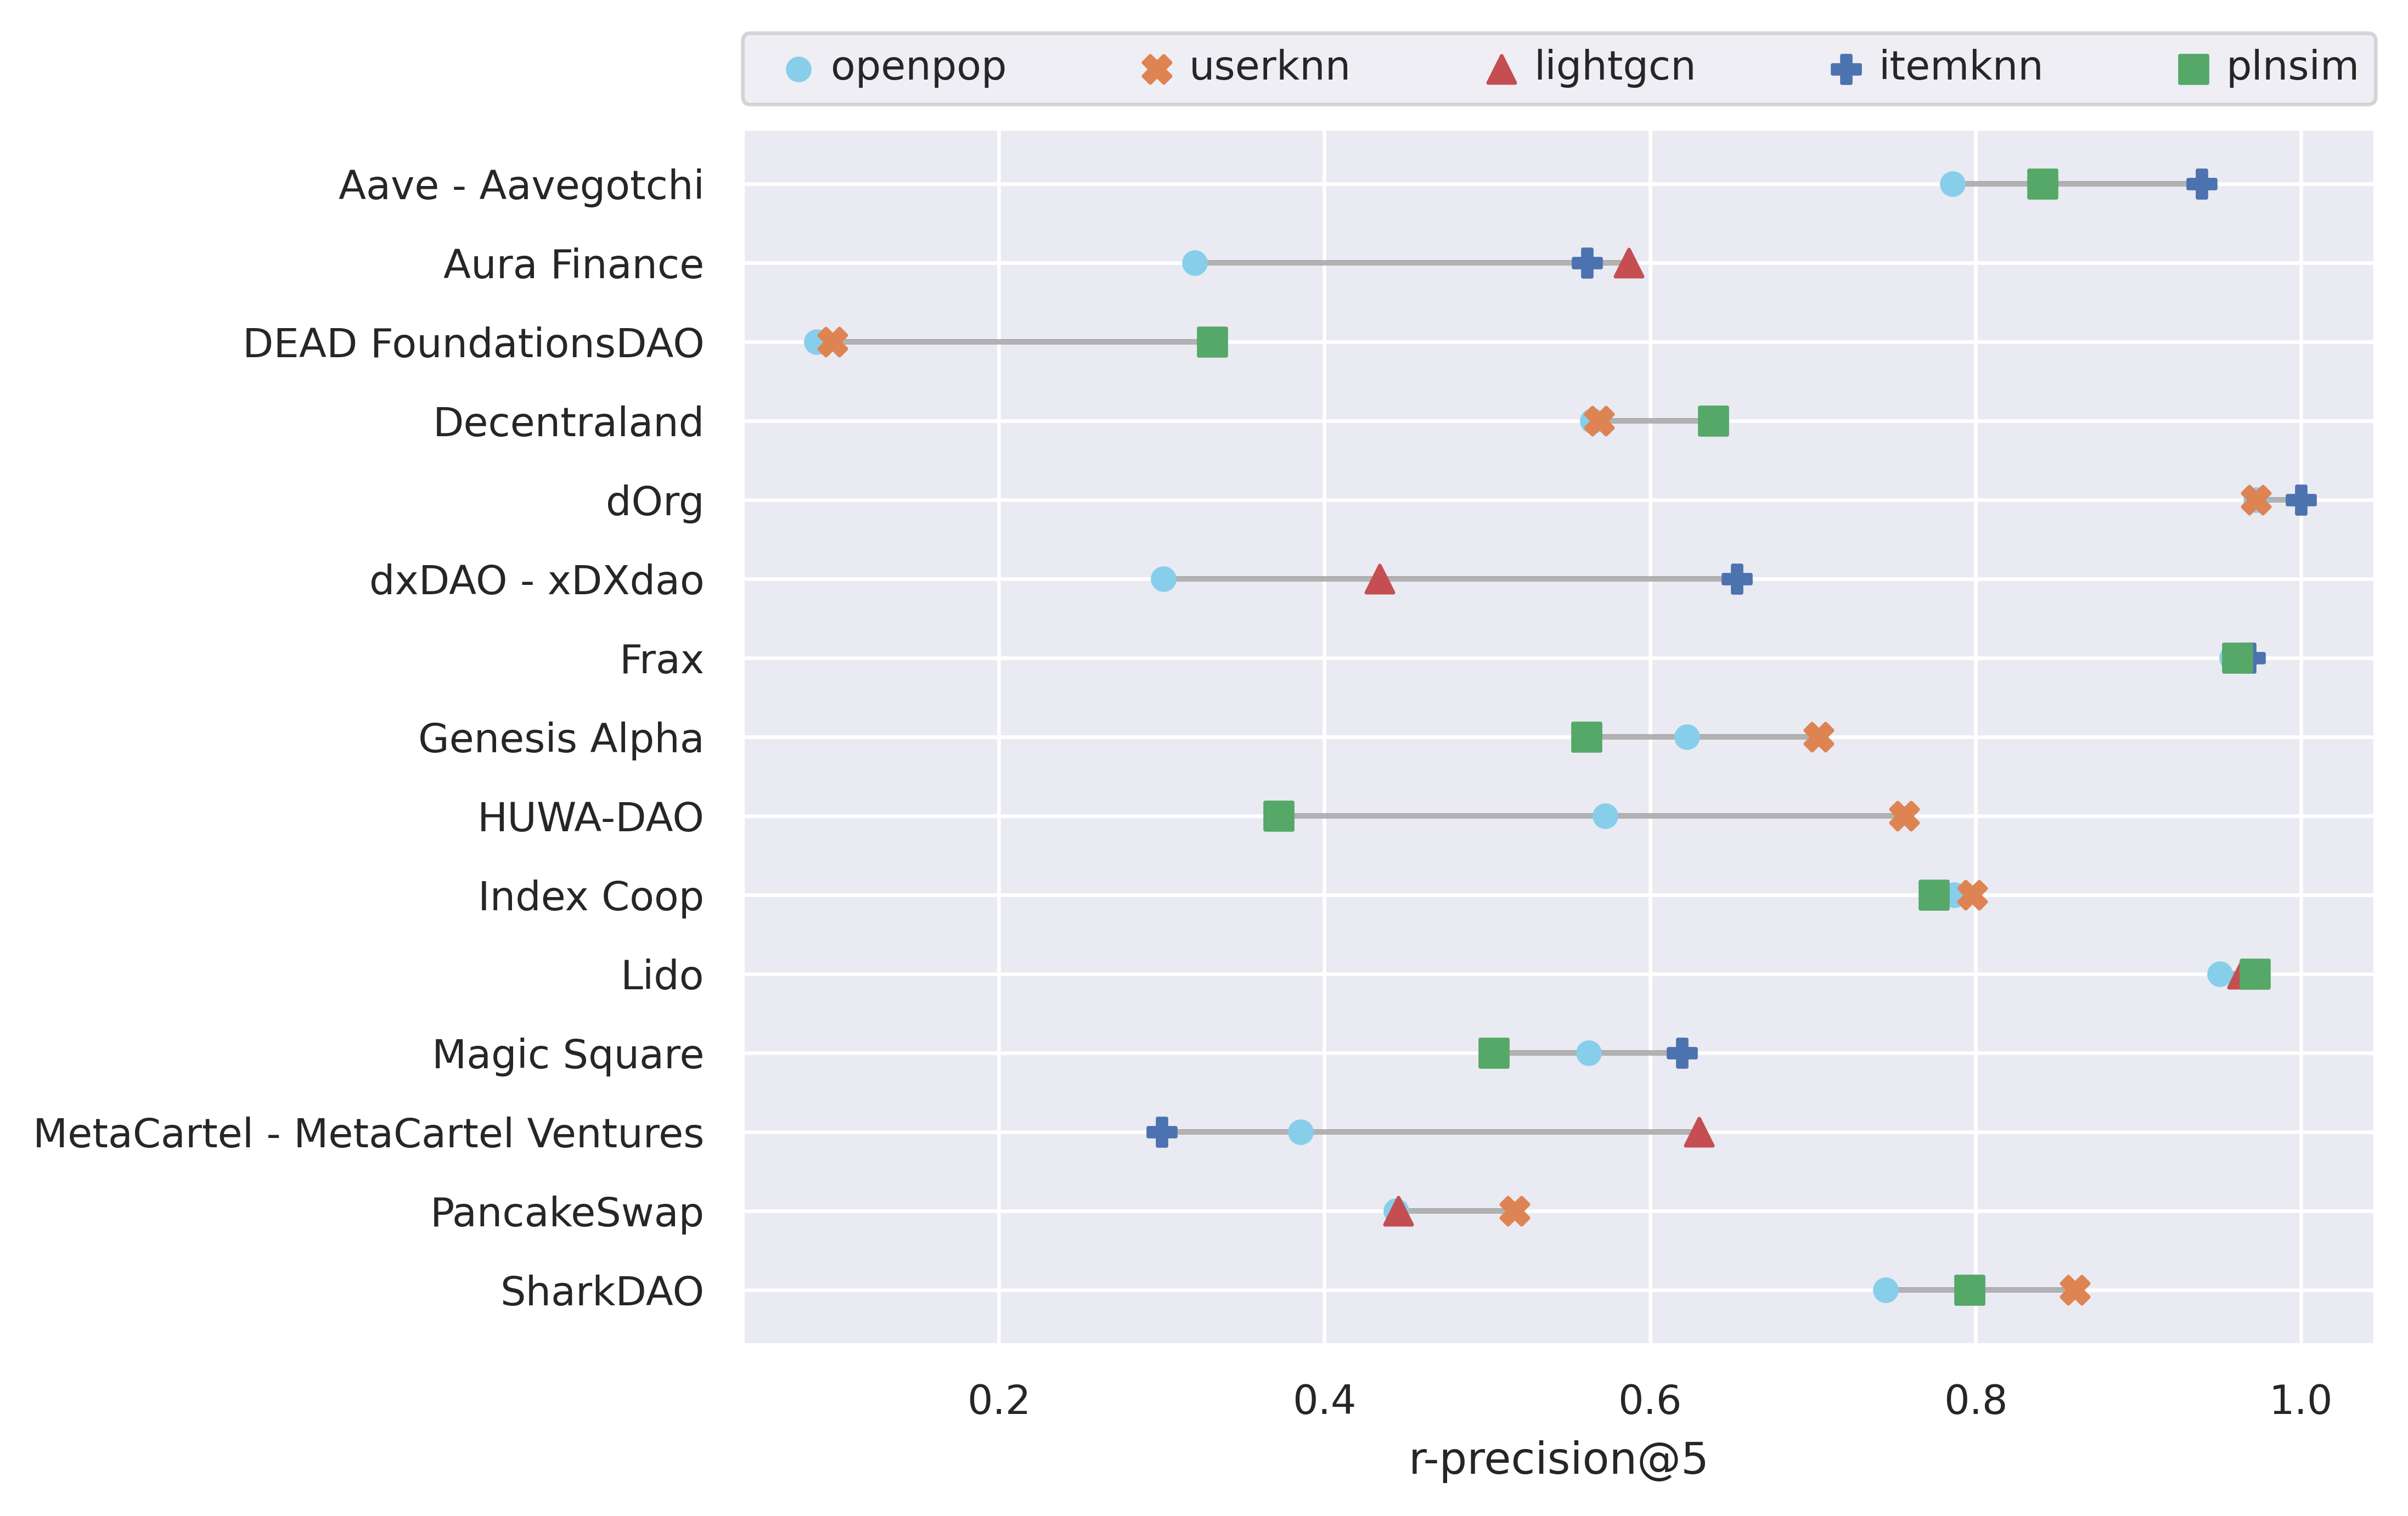 openpop userknn lightgcn itemknn plnsim
Aave - Aavegotchi
Aura Finance
DEAD FoundationsDAO
Decentraland
dOrg
dxDAO - xDXdao
Frax
Genesis Alpha
HUWA-DAO
Index Coop
Lido
Magic Square
MetaCartel - MetaCartel Ventures
PancakeSwap
SharkDAO
0.2 0.4 0.6 0.8 1.0
r-precision@5